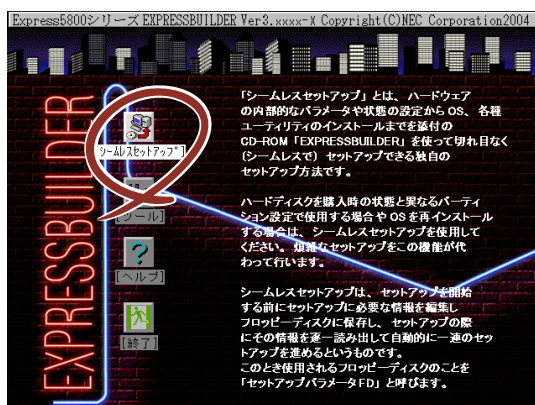 Express5800シリーズ EXPRESSBUILDER Ver3.xxxx-x Copyright(C)NEC Corporation2004
EXPRESSBUILDER
シームレスセットアップ]
[ツール]
[ヘルプ]
[終了]
「シームレスセットアップ」とは、ハードウェア
の内部的なパラメータや状態の設定からOS、各種
ユーティリティのインストールまでを添付の
CD-ROM「EXPRESSBUILDER」を使って切れ目なく
(シームレスで)セットアップできる独自の
セットアップ方法です。
ハードディスクを購入時の状態と異なるパーティ
ション設定で使用する場合やOSを再インストール
する場合は、シームレスセットアップを使用して
ください。煩雑なセットアップをこの機能が代
わって行います。
シームレスセットアップは、セットアップを開始
する前にセットアップに必要な情報を編集し
フロッピーディスクに保存し、セットアップの際
にその情報を逐一読み出して自動的に一連のセッ
トアップを進めるというものです。
このとき使用されるフロッピーディスクのことを
「セットアップパラメータFD」と呼びます。